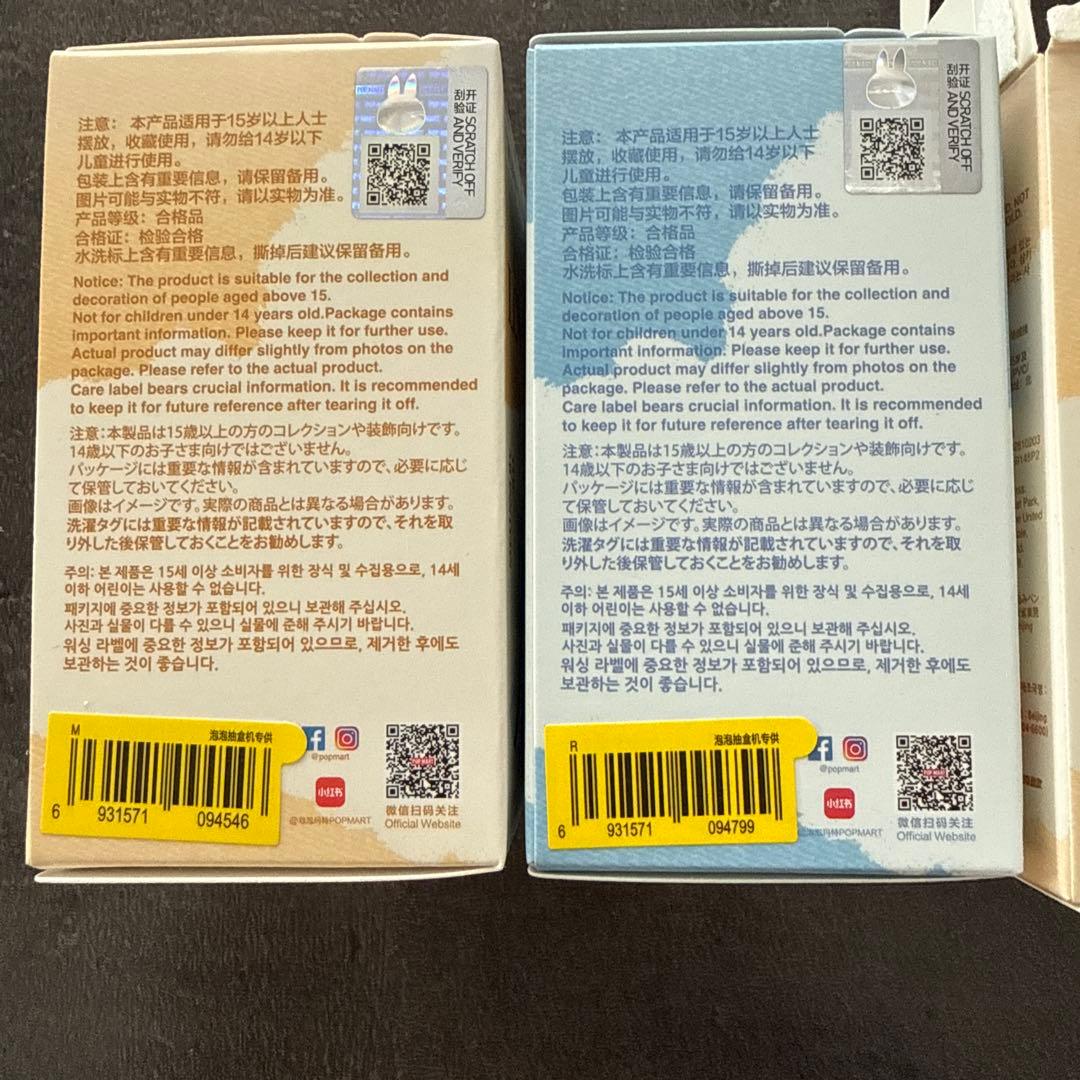 刮开
验证
SCRATCH OFF
AND VERIFY
注意： 本产品适用于15岁以上人士
摆放，收藏使用，请勿给14岁以下
儿童进行使用。
包装上含有重要信息，请保留备用。
图片可能与实物不符，请以实物为准。
产品等级：合格品
合格证：检验合格
水洗标上含有重要信息，撕掉后建议保留备用。
Notice: The product is suitable for the collection and
decoration of people aged above 15.
Not for children under 14 years old.Package contains
important information. Please keep it for further use.
Actual product may differ slightly from photos on the
package. Please refer to the actual product.
Care label bears crucial information. It is recommended
to keep it for future reference after tearing it off.
注意：本製品は15歳以上の方のコレクションや装飾向けです。
14歳以下のお子さま向けではございません。
パッケージには重要な情報が含まれていますので、必要に応じ
て保管しておいてください。
画像はイメージです。実際の商品とは異なる場合があります。
洗濯タグには重要な情報が記載されていますので、それを取
り外した後保管しておくことをお勧めします。
주의: 본 제품은 15세 이상 소비자를 위한 장식 및 수집용으로, 14세
이하 어린이는 사용할 수 없습니다.
패키지에 중요한 정보가 포함되어 있으니 보관해 주십시오.
사진과 실물이 다를 수 있으니 실물에 준해 주시기 바랍니다.
워싱 라벨에 중요한 정보가 포함되어 있으므로, 제거한 후에도
보관하는 것이 좋습니다.
M
泡泡抽盒机专供
6 931571 094546
@popmart
小红书
@泡泡玛特POPMART
POP MART
微信扫码关注
Official Website
刮开
验证
SCRATCH OFF
AND VERIFY
注意： 本产品适用于15岁以上人士
摆放，收藏使用，请勿给14岁以下
儿童进行使用。
包装上含有重要信息，请保留备用。
图片可能与实物不符，请以实物为准。
产品等级：合格品
合格证：检验合格
水洗标上含有重要信息，撕掉后建议保留备用。
Notice: The product is suitable for the collection and
decoration of people aged above 15.
Not for children under 14 years old.Package contains
important information. Please keep it for further use.
Actual product may differ slightly from photos on the
package. Please refer to the actual product.
Care label bears crucial information. It is recommended
to keep it for future reference after tearing it off.
注意：本製品は15歳以上の方のコレクションや装飾向けです。
14歳以下のお子さま向けではございません。
パッケージには重要な情報が含まれていますので、必要に応じ
て保管しておいてください。
画像はイメージです。実際の商品とは異なる場合があります。
洗濯タグには重要な情報が記載されていますので、それを取
り外した後保管しておくことをお勧めします。
주의: 본 제품은 15세 이상 소비자를 위한 장식 및 수집용으로, 14세
이하 어린이는 사용할 수 없습니다.
패키지에 중요한 정보가 포함되어 있으니 보관해 주십시오.
사진과 실물이 다를 수 있으니 실물에 준해 주시기 바랍니다.
워싱 라벨에 중요한 정보가 포함되어 있으므로, 제거한 후에도
보관하는 것이 좋습니다.
R
泡泡抽盒机专供
6 931571 094799
@popmart
小红书
泡泡玛特POPMART
POP MART
微信扫码关注
Official Website
NOT
Park,
United
Beijing